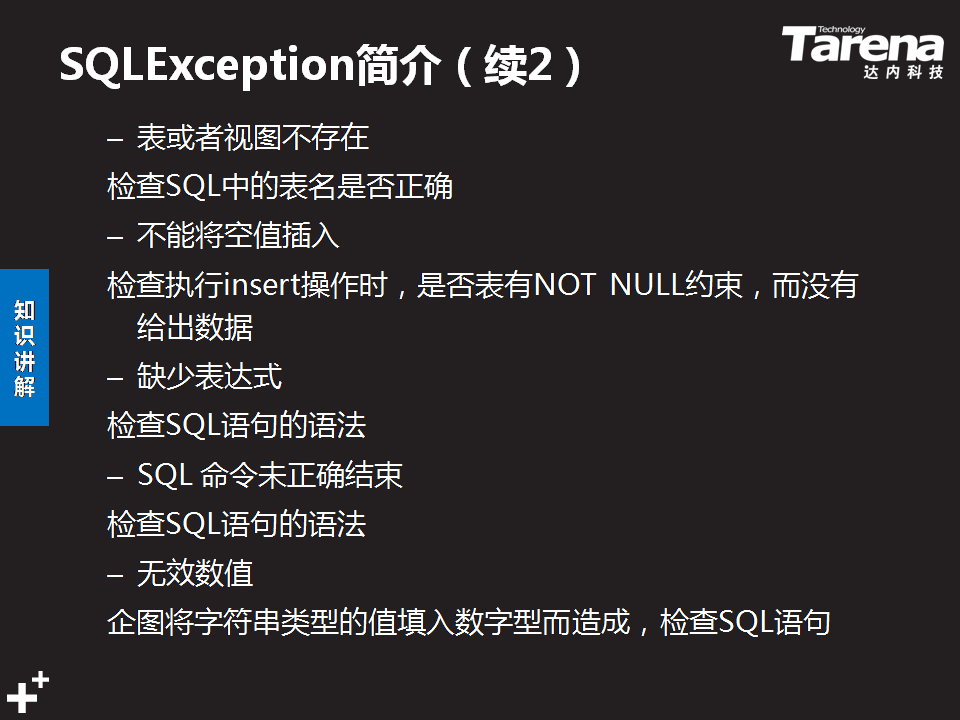 SQLException简介（续2）
Technology
Tarena
达内科技
– 表或者视图不存在
检查SQL中的表名是否正确
– 不能将空值插入
检查执行insert操作时，是否表有NOT NULL约束，而没有
给出数据
– 缺少表达式
检查SQL语句的语法
– SQL 命令未正确结束
检查SQL语句的语法
– 无效数值
企图将字符串类型的值填入数字型而造成，检查SQL语句
知识讲解